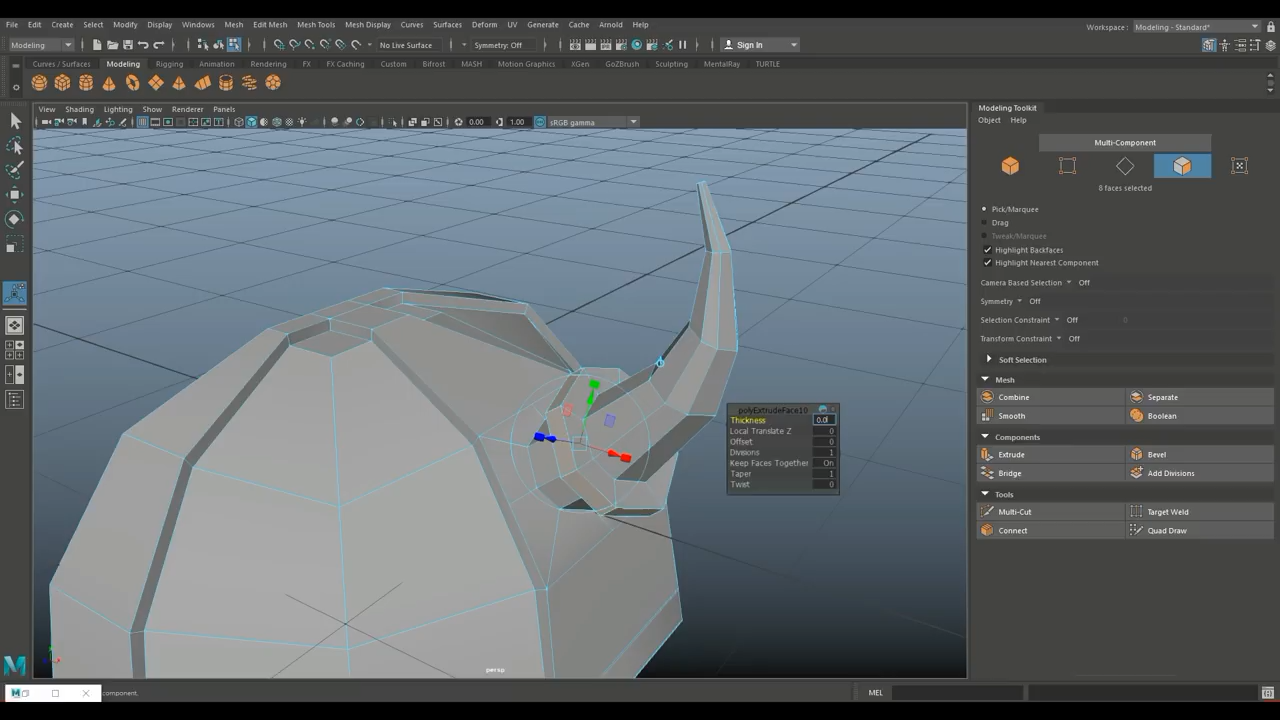 File Edit Create Select Modify Display Windows Mesh Edit Mesh Mesh Tools Mesh Display Curves Surfaces Deform UV Generate Cache Arnold Help
Workspace : Modeling - Standard*
Modeling No Live Surface Symmetry: Off Sign In
Curves / Surfaces Modeling Rigging Animation Rendering FX FX Caching Custom Bifrost MASH Motion Graphics XGen GoZBrush Sculpting MentalRay TURTLE
View Shading Lighting Show Renderer Panels
0.00 1.00 sRGB gamma
polyExtrudeFace10
Thickness 0.0
Local Translate Z 0
Offset 0
Divisions 1
Keep Faces Together On
Taper 1
Twist 0
persp
Modeling Toolkit
Object Help
Multi-Component
8 faces selected
Pick/Marquee
Drag
Tweak/Marquee
Highlight Backfaces
Highlight Nearest Component
Camera Based Selection Off
Symmetry Off
Selection Constraint Off 0
Transform Constraint Off
Soft Selection
Mesh
Combine Separate
Smooth Boolean
Components
Extrude Bevel
Bridge Add Divisions
Tools
Multi-Cut Target Weld
Connect Quad Draw
component.
MEL